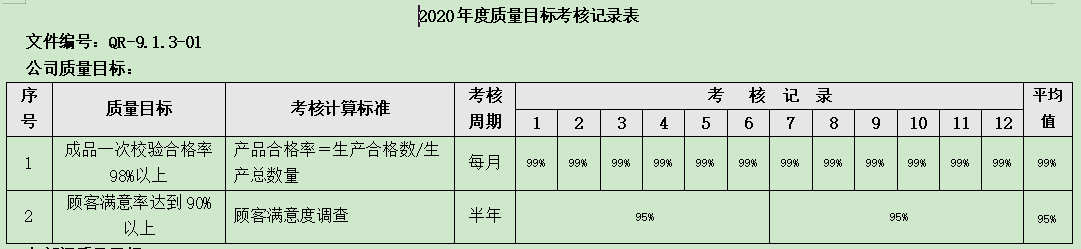 2020年度质量目标考核记录表
文件编号：QR-9.1.3-01
公司质量目标：
序号 质量目标 考核计算标准 考核周期 考 核 记 录 平均值
1 2 3 4 5 6 7 8 9 10 11 12
1 成品一次校验合格率98%以上 产品合格率＝生产合格数/生产总数量 每月 99% 99% 99% 99% 99% 99% 99% 99% 99% 99% 99% 99% 99%
2 顾客满意率达到90%以上 顾客满意度调查 半年 95% 95% 95%